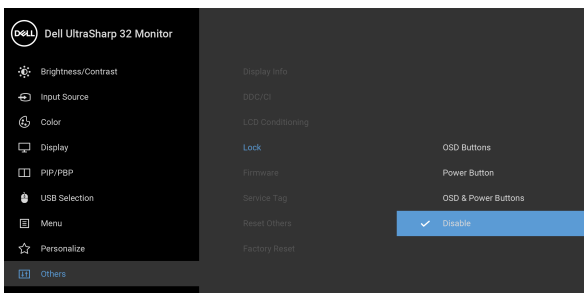 DELL Dell UltraSharp 32 Monitor
Brightness/Contrast
Input Source
Color
Display
PIP/PBP
USB Selection
Menu
Personalize
Others
Display Info
DDC/CI
LCD Conditioning
Lock
Firmware
Service Tag
Reset Others
Factory Reset
OSD Buttons
Power Button
OSD & Power Buttons
Disable